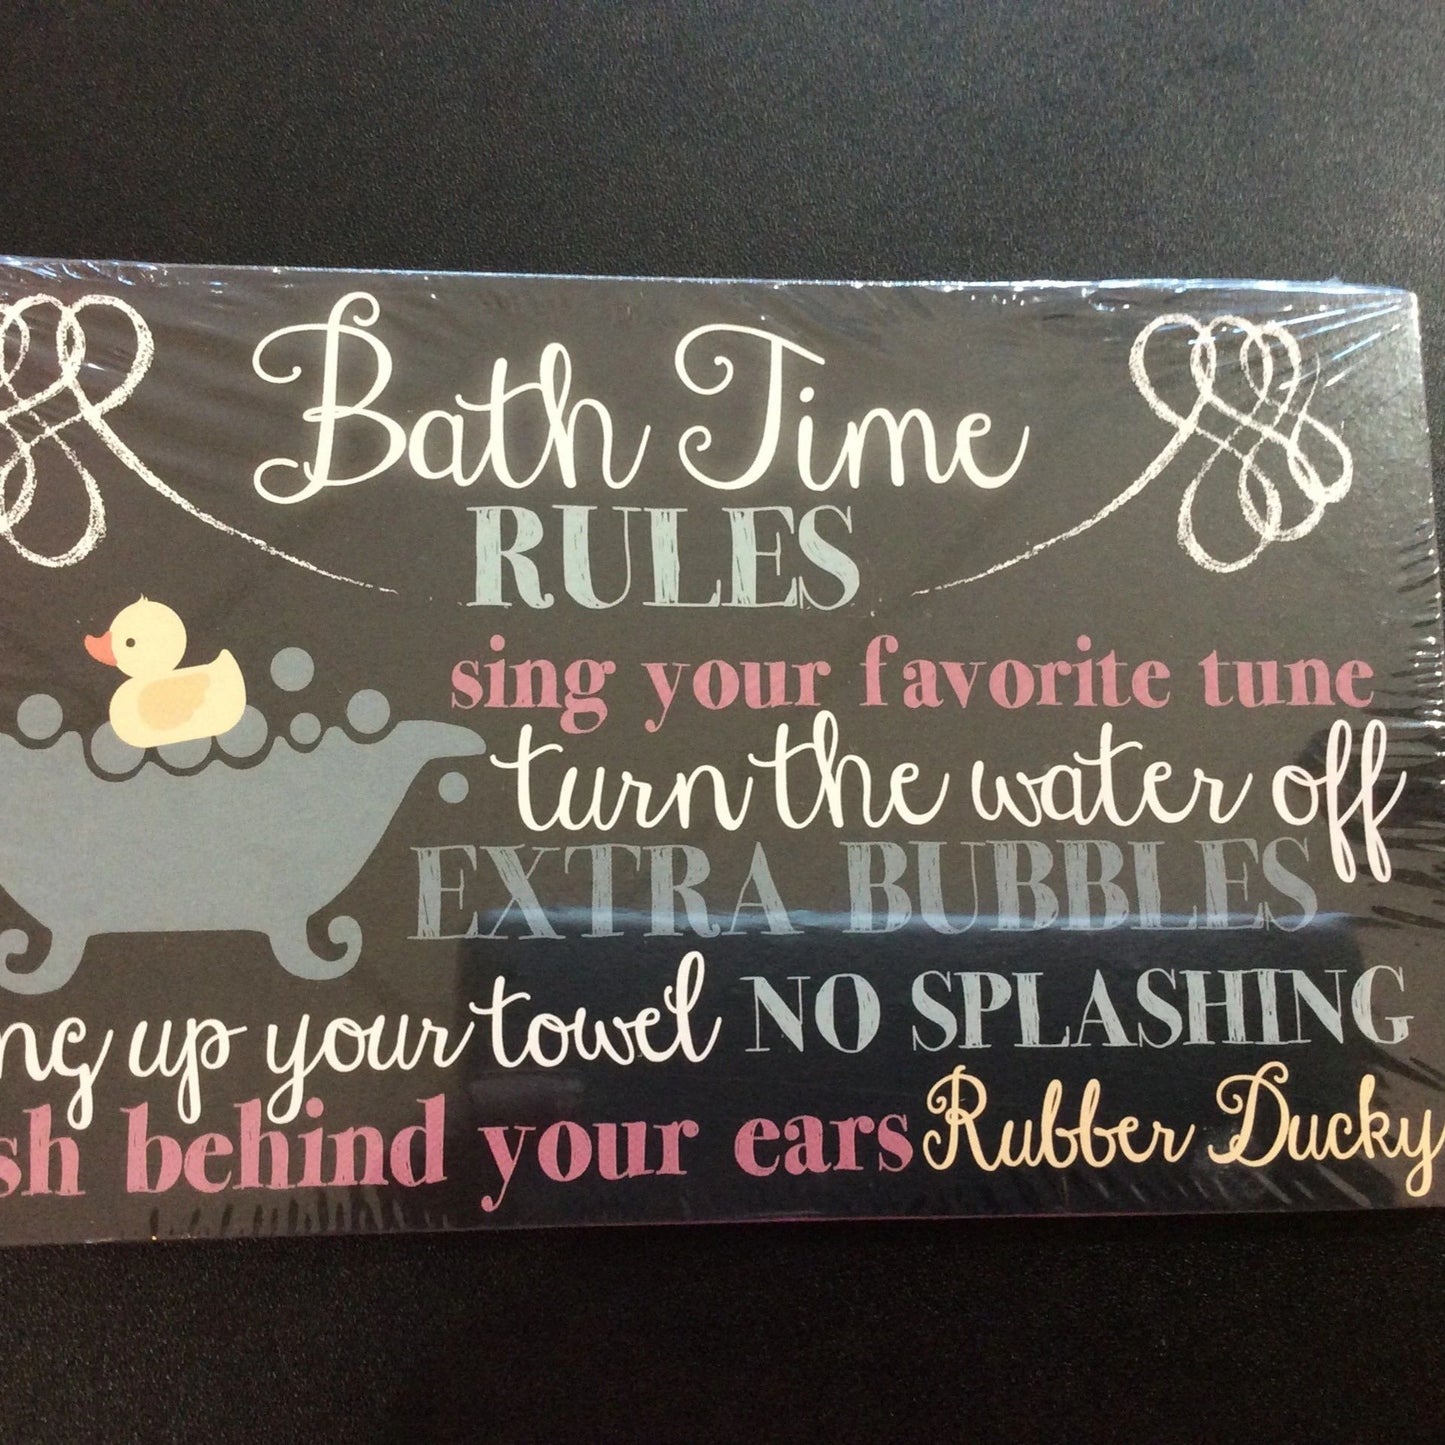 Bath Time
RULES
sing your favorite tune
turn the water off
EXTRA BUBBLES
up your towel NO SPLASHING
behind your ears Rubber Ducky